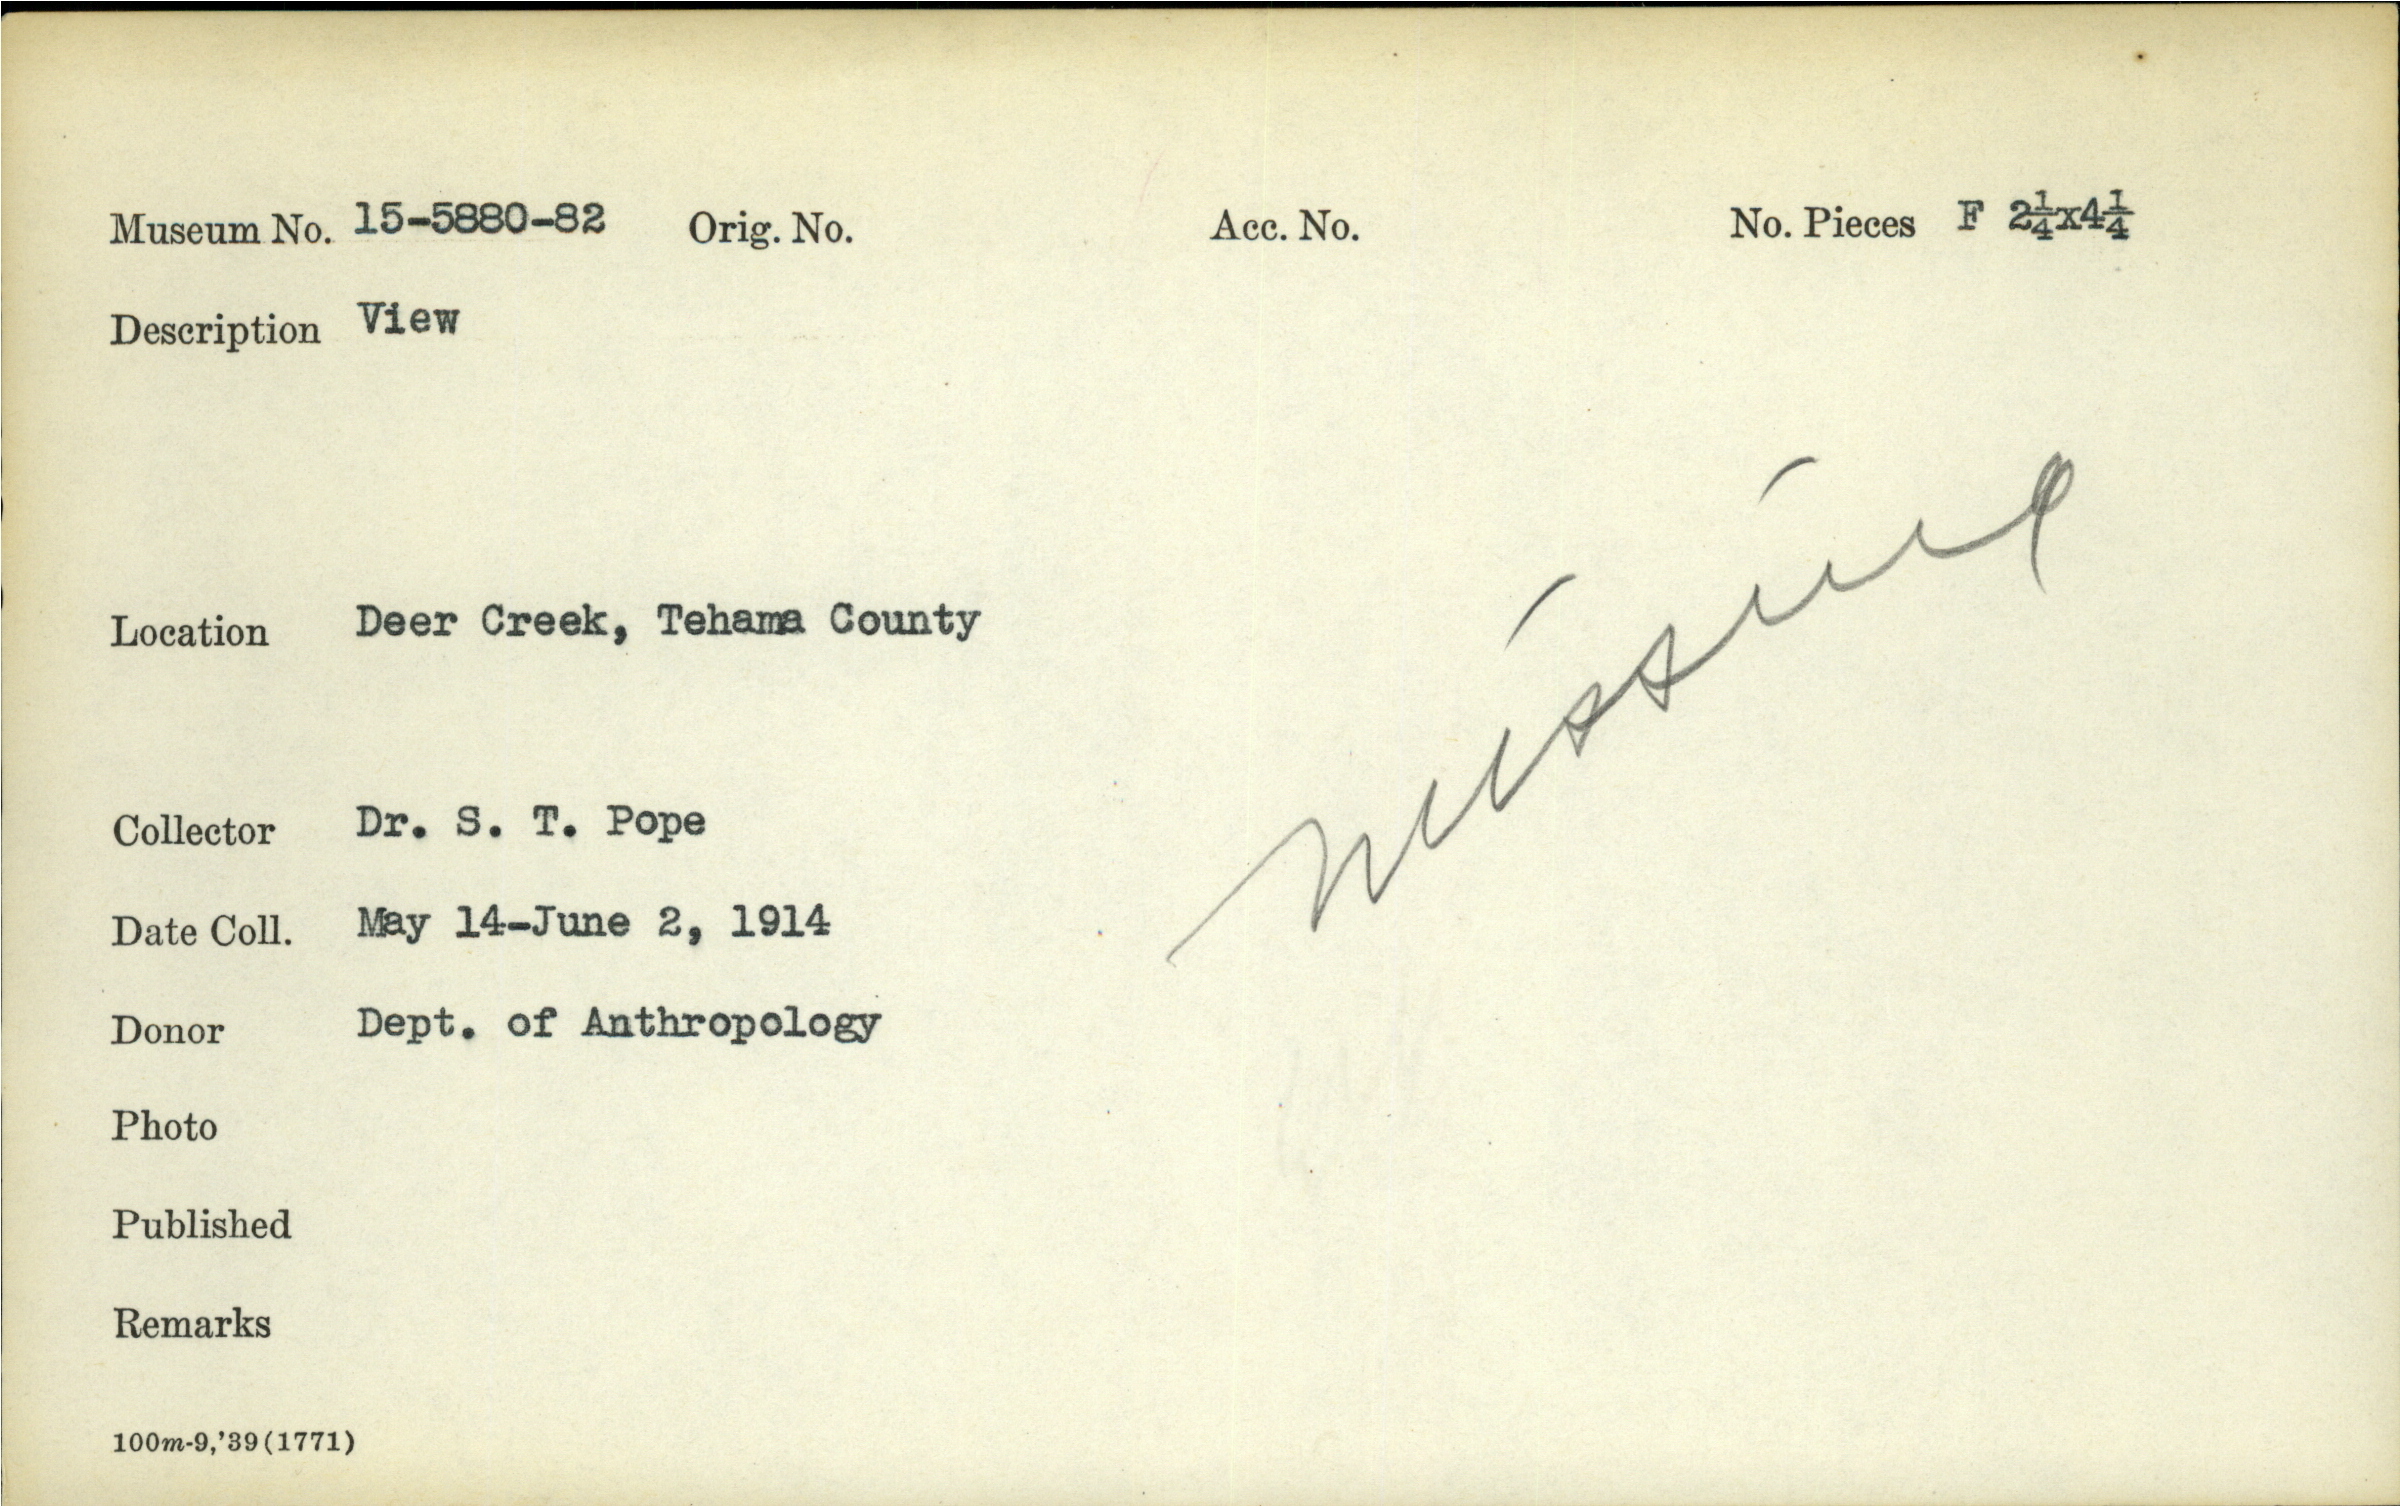 Museum No. 15-5880-82 Orig. No. Acc. No. No. Pieces F 2¼x4¼
Description View
Location Deer Creek, Tehama County
missing
Collector Dr. S. T. Pope
Date Coll. May 14-June 2, 1914
Donor Dept. of Anthropology
Photo
Published
Remarks
100m-9,'39(1771)